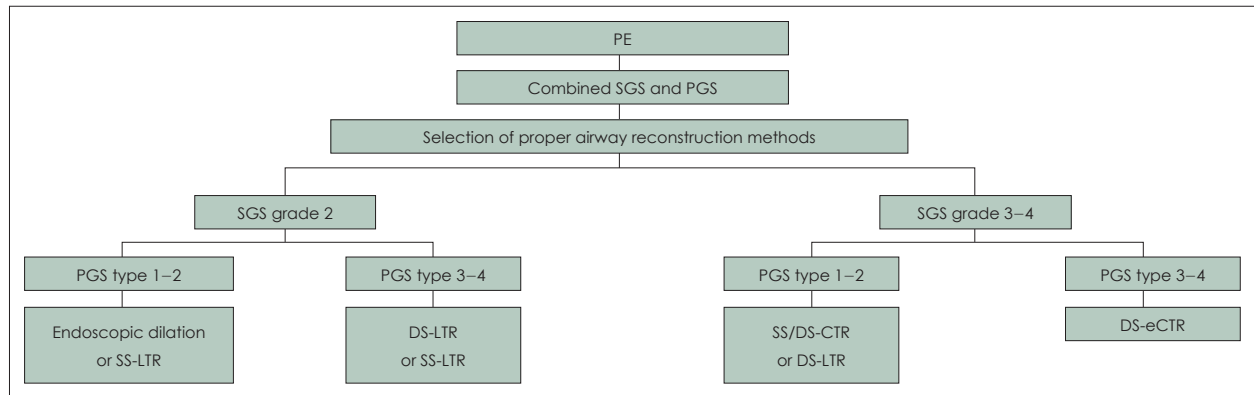 PE
Combined SGS and PGS
Selection of proper airway reconstruction methods
SGS grade 2
SGS grade 3–4
PGS type 1–2
PGS type 3–4
PGS type 1–2
PGS type 3–4
Endoscopic dilation
or SS-LTR
DS-LTR
or SS-LTR
SS/DS-CTR
or DS-LTR
DS-eCTR